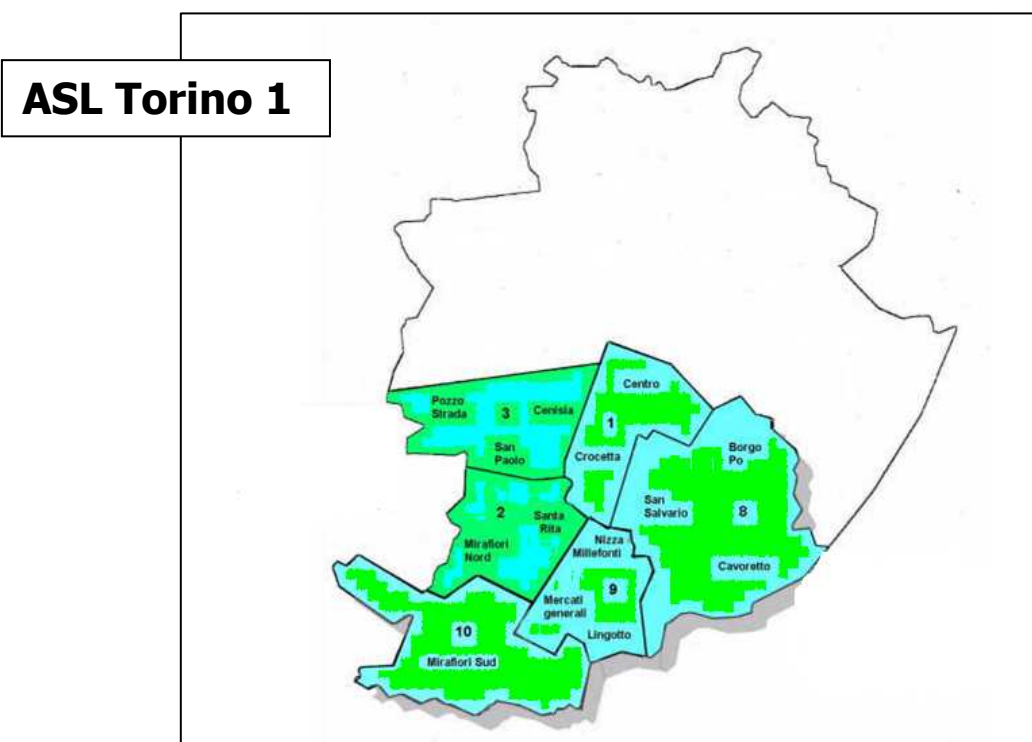 ASL Torino 1
Centro
1
Crocetta
Pozzo
Strada
3
Cenisia
San
Paolo
Borgo
Po
San
Salvario
8
Cavoretto
2
Santa
Rita
Mirafiori
Nord
Nizza
Millefonti
9
Mercati
generali
Lingotto
10
Mirafiori Sud